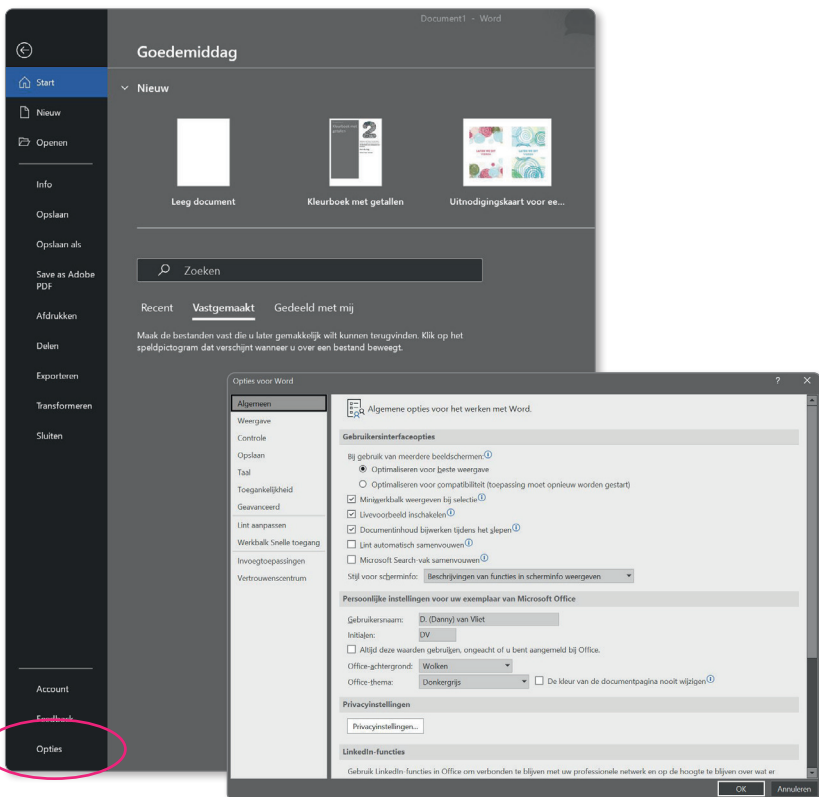 Document1 - Word
Goedemiddag
Start
Nieuw
Openen
Info
Opslaan
Opslaan als
Save as Adobe
PDF
Afdrukken
Delen
Exporteren
Transformeren
Sluiten
Account
Feedback
Opties
Nieuw
Leeg document
Kleurboek met getallen
Uitnodigingskaart voor ee...
Zoeken
Recent Vastgemaakt Gedeeld met mij
Maak de bestanden vast die u later gemakkelijk wilt kunnen terugvinden. Klik op het
speldpictogram dat verschijnt wanneer u over een bestand beweegt.
Opties voor Word
Algemeen
Weergave
Controle
Opslaan
Taal
Toegankelijkheid
Geavanceerd
Lint aanpassen
Werkbalk Snelle toegang
Invoegtoepassingen
Vertrouwenscentrum
Algemene opties voor het werken met Word.
Gebruikersinterfaceopties
Bij gebruik van meerdere beeldschermen:
Optimaliseren voor beste weergave
Optimaliseren voor compatibiliteit (toepassing moet opnieuw worden gestart)
Miniwerkbalk weergeven bij selectie
Livevoorbeeld inschakelen
Documentinhoud bijwerken tijdens het slepen
Lint automatisch samenvouwen
Microsoft Search-vak samenvouwen
Stijl voor scherminfo: Beschrijvingen van functies in scherminfo weergeven
Persoonlijke instellingen voor uw exemplaar van Microsoft Office
Gebruikersnaam: D. (Danny) van Vliet
Initialen: DV
Altijd deze waarden gebruiken, ongeacht of u bent aangemeld bij Office.
Office-achtergrond: Wolken
Office-thema: Donkergrijs De kleur van de documentpagina nooit wijzigen
Privacyinstellingen
Privacyinstellingen...
LinkedIn-functies
Gebruik LinkedIn-functies in Office om verbonden te blijven met uw professionele netwerk en op de hoogte te blijven over wat er
OK Annuleren